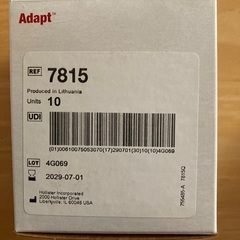 Adapt™
REF 7815
Produced in Lithuania
Units 10
UDI
(01)00610075053070(17)290701(30)10(10)4G069
LOT 4G069
2029-07-01
Hollister Incorporated
2000 Hollister Drive
Libertyville, IL 60048 USA